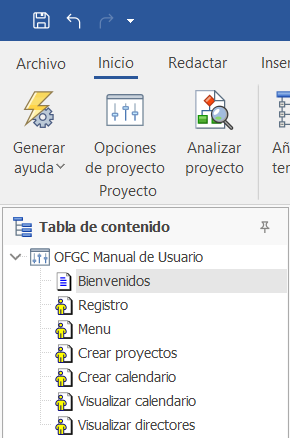 Archivo Inicio Redactar Inser
Generar ayuda
Opciones de proyecto
Analizar proyecto
Añ
ter
Proyecto
Tabla de contenido
OFGC Manual de Usuario
Bienvenidos
Registro
Menu
Crear proyectos
Crear calendario
Visualizar calendario
Visualizar directores